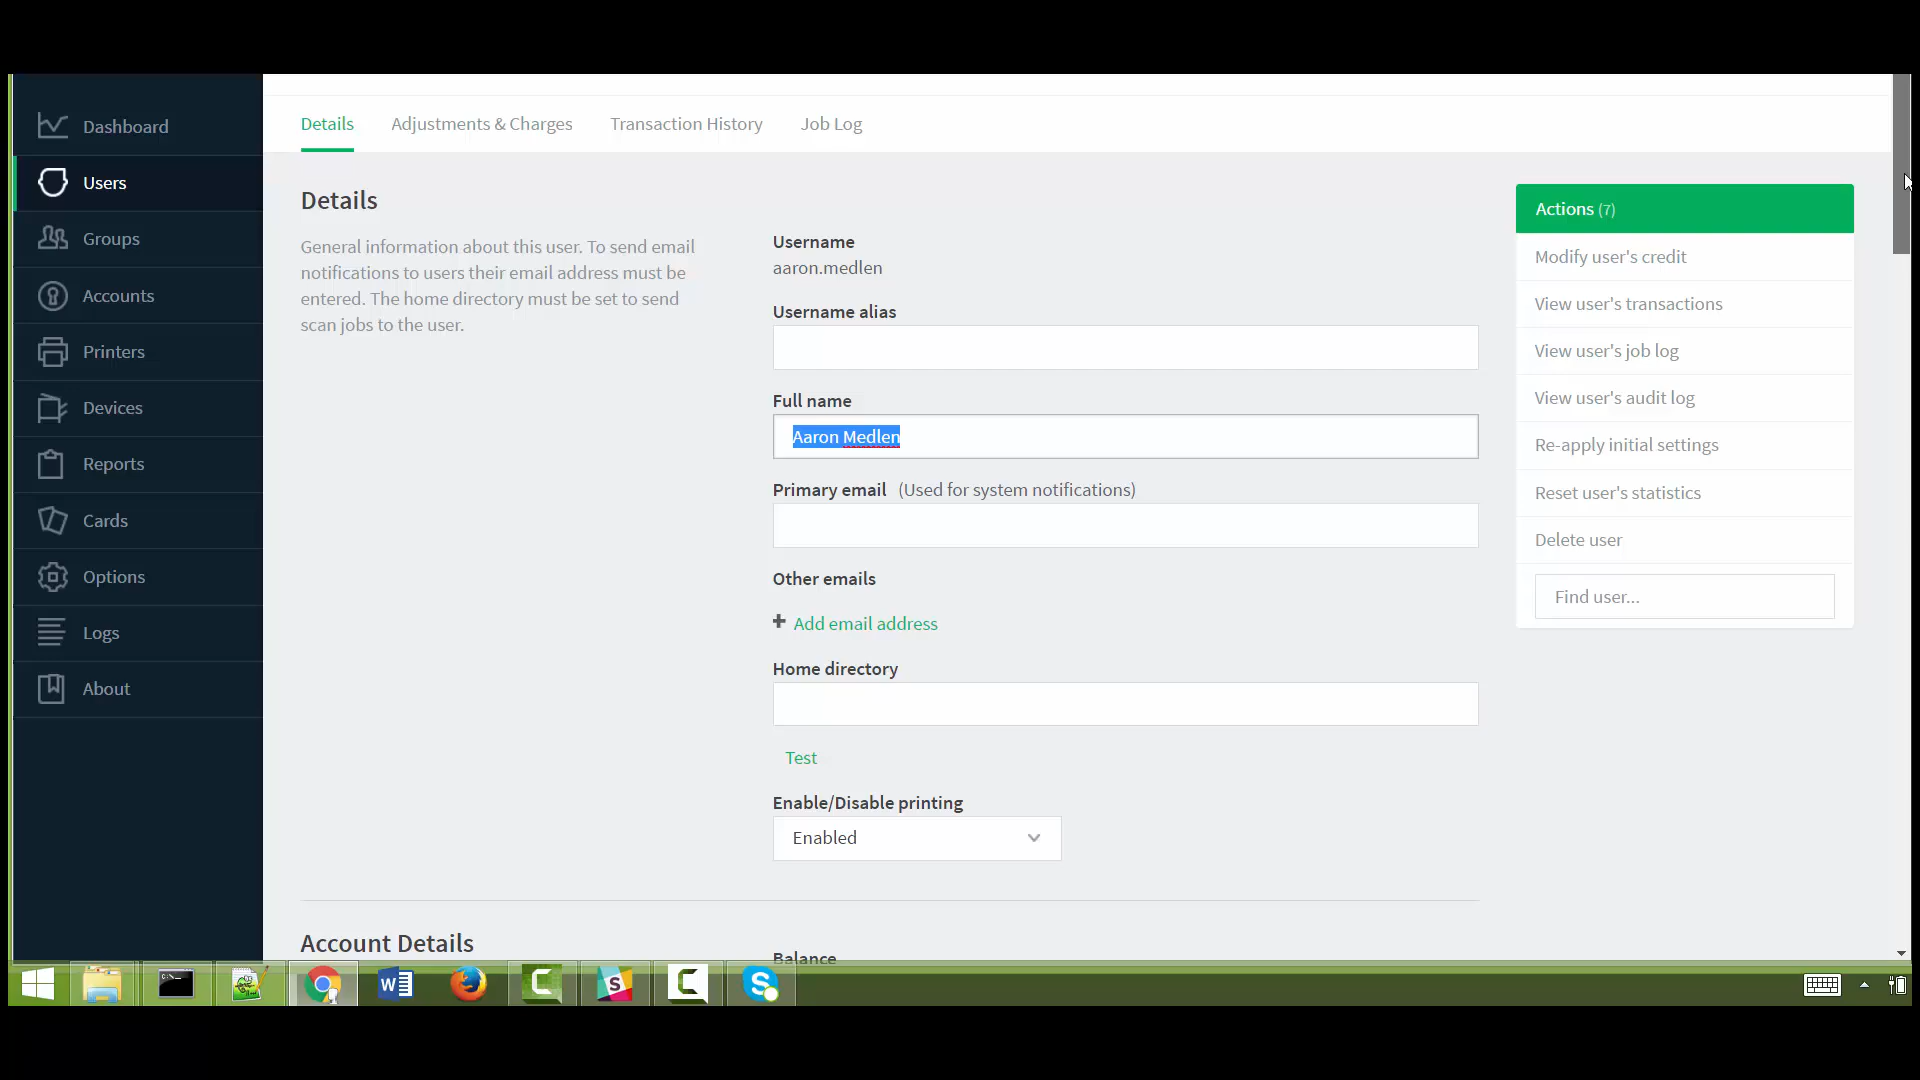 Dashboard
Users
Groups
Accounts
Printers
Devices
Reports
Cards
Options
Logs
About
Details
Adjustments & Charges
Transaction History
Job Log
Details
General information about this user. To send email
notifications to users their email address must be
entered. The home directory must be set to send
scan jobs to the user.
Username
aaron.medlen
Username alias
Full name
Aaron Medlen
Primary email (Used for system notifications)
Other emails
+ Add email address
Home directory
Test
Enable/Disable printing
Enabled
Account Details
Balance
Actions (7)
Modify user's credit
View user's transactions
View user's job log
View user's audit log
Re-apply initial settings
Reset user's statistics
Delete user
Find user...